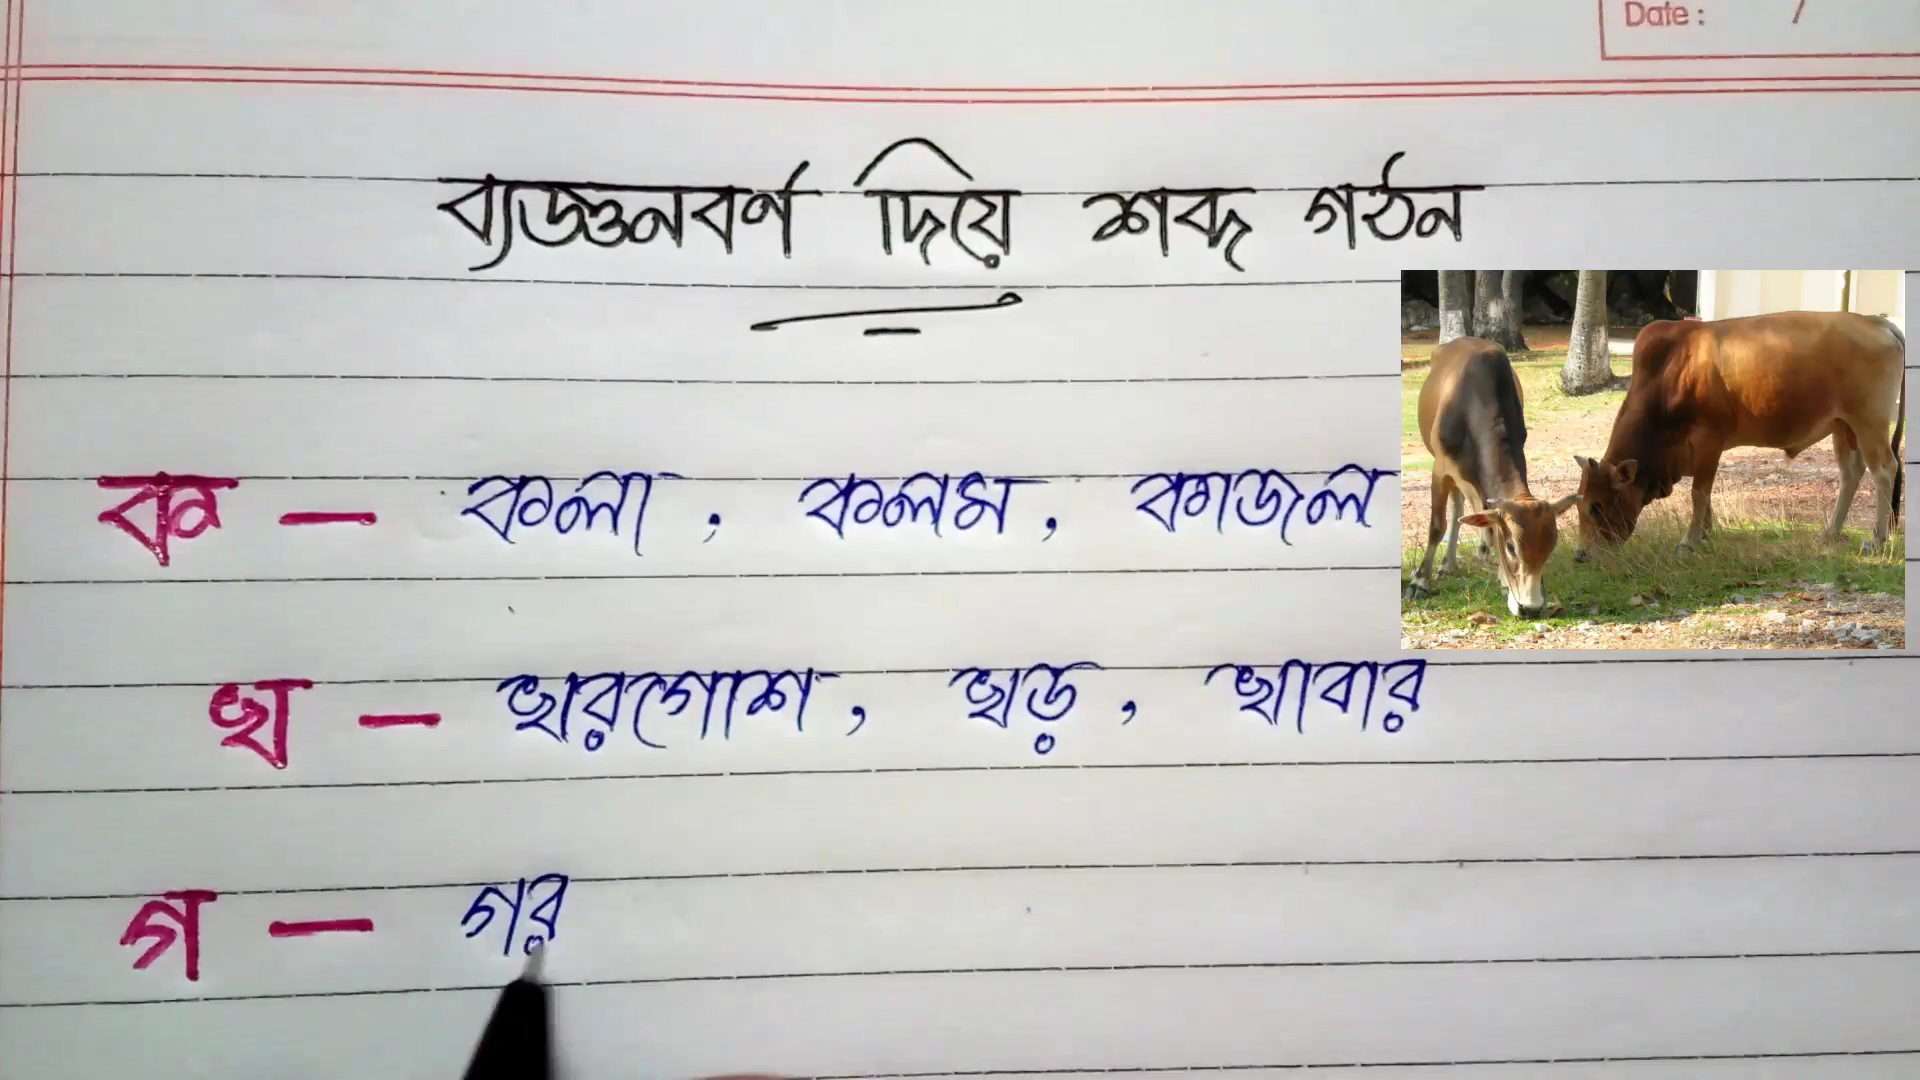 Date : /
ব্যঞ্জনবর্ণ দিয়ে শব্দ গঠন
ক — কলা , কলম , কাজল
খ — খরগোশ , খড় , খাবার
গ — গর